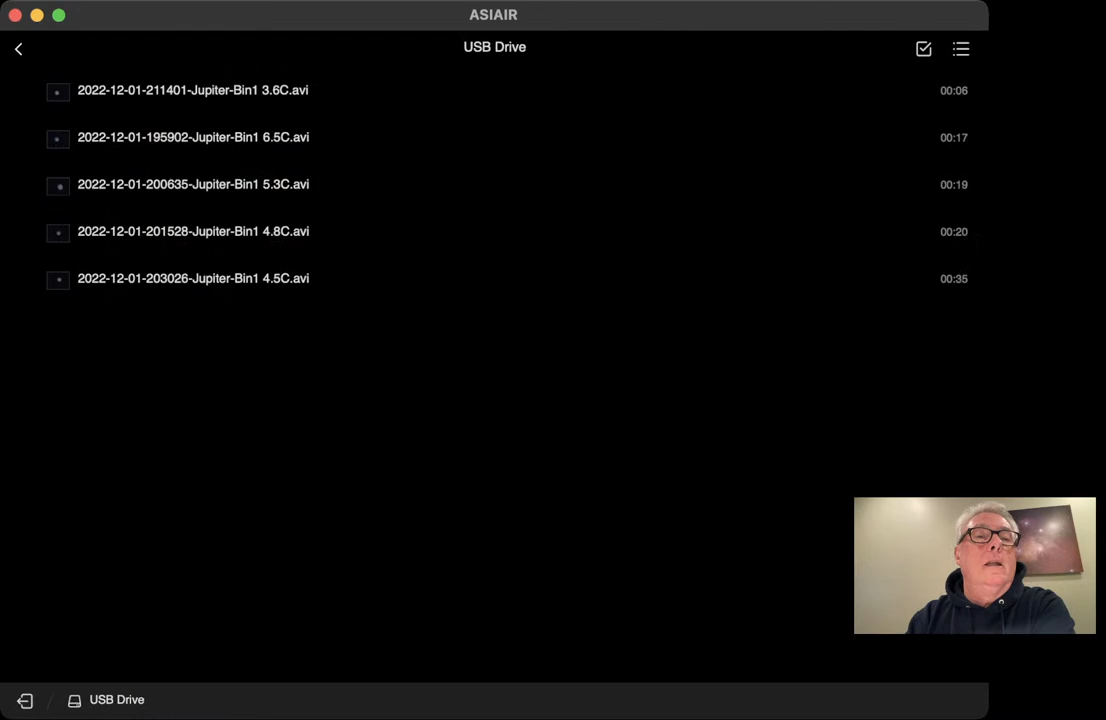 ASIAIR
USB Drive
2022-12-01-211401-Jupiter-Bin1 3.6C.avi 00:06
2022-12-01-195902-Jupiter-Bin1 6.5C.avi 00:17
2022-12-01-200635-Jupiter-Bin1 5.3C.avi 00:19
2022-12-01-201528-Jupiter-Bin1 4.8C.avi 00:20
2022-12-01-203026-Jupiter-Bin1 4.5C.avi 00:35
USB Drive